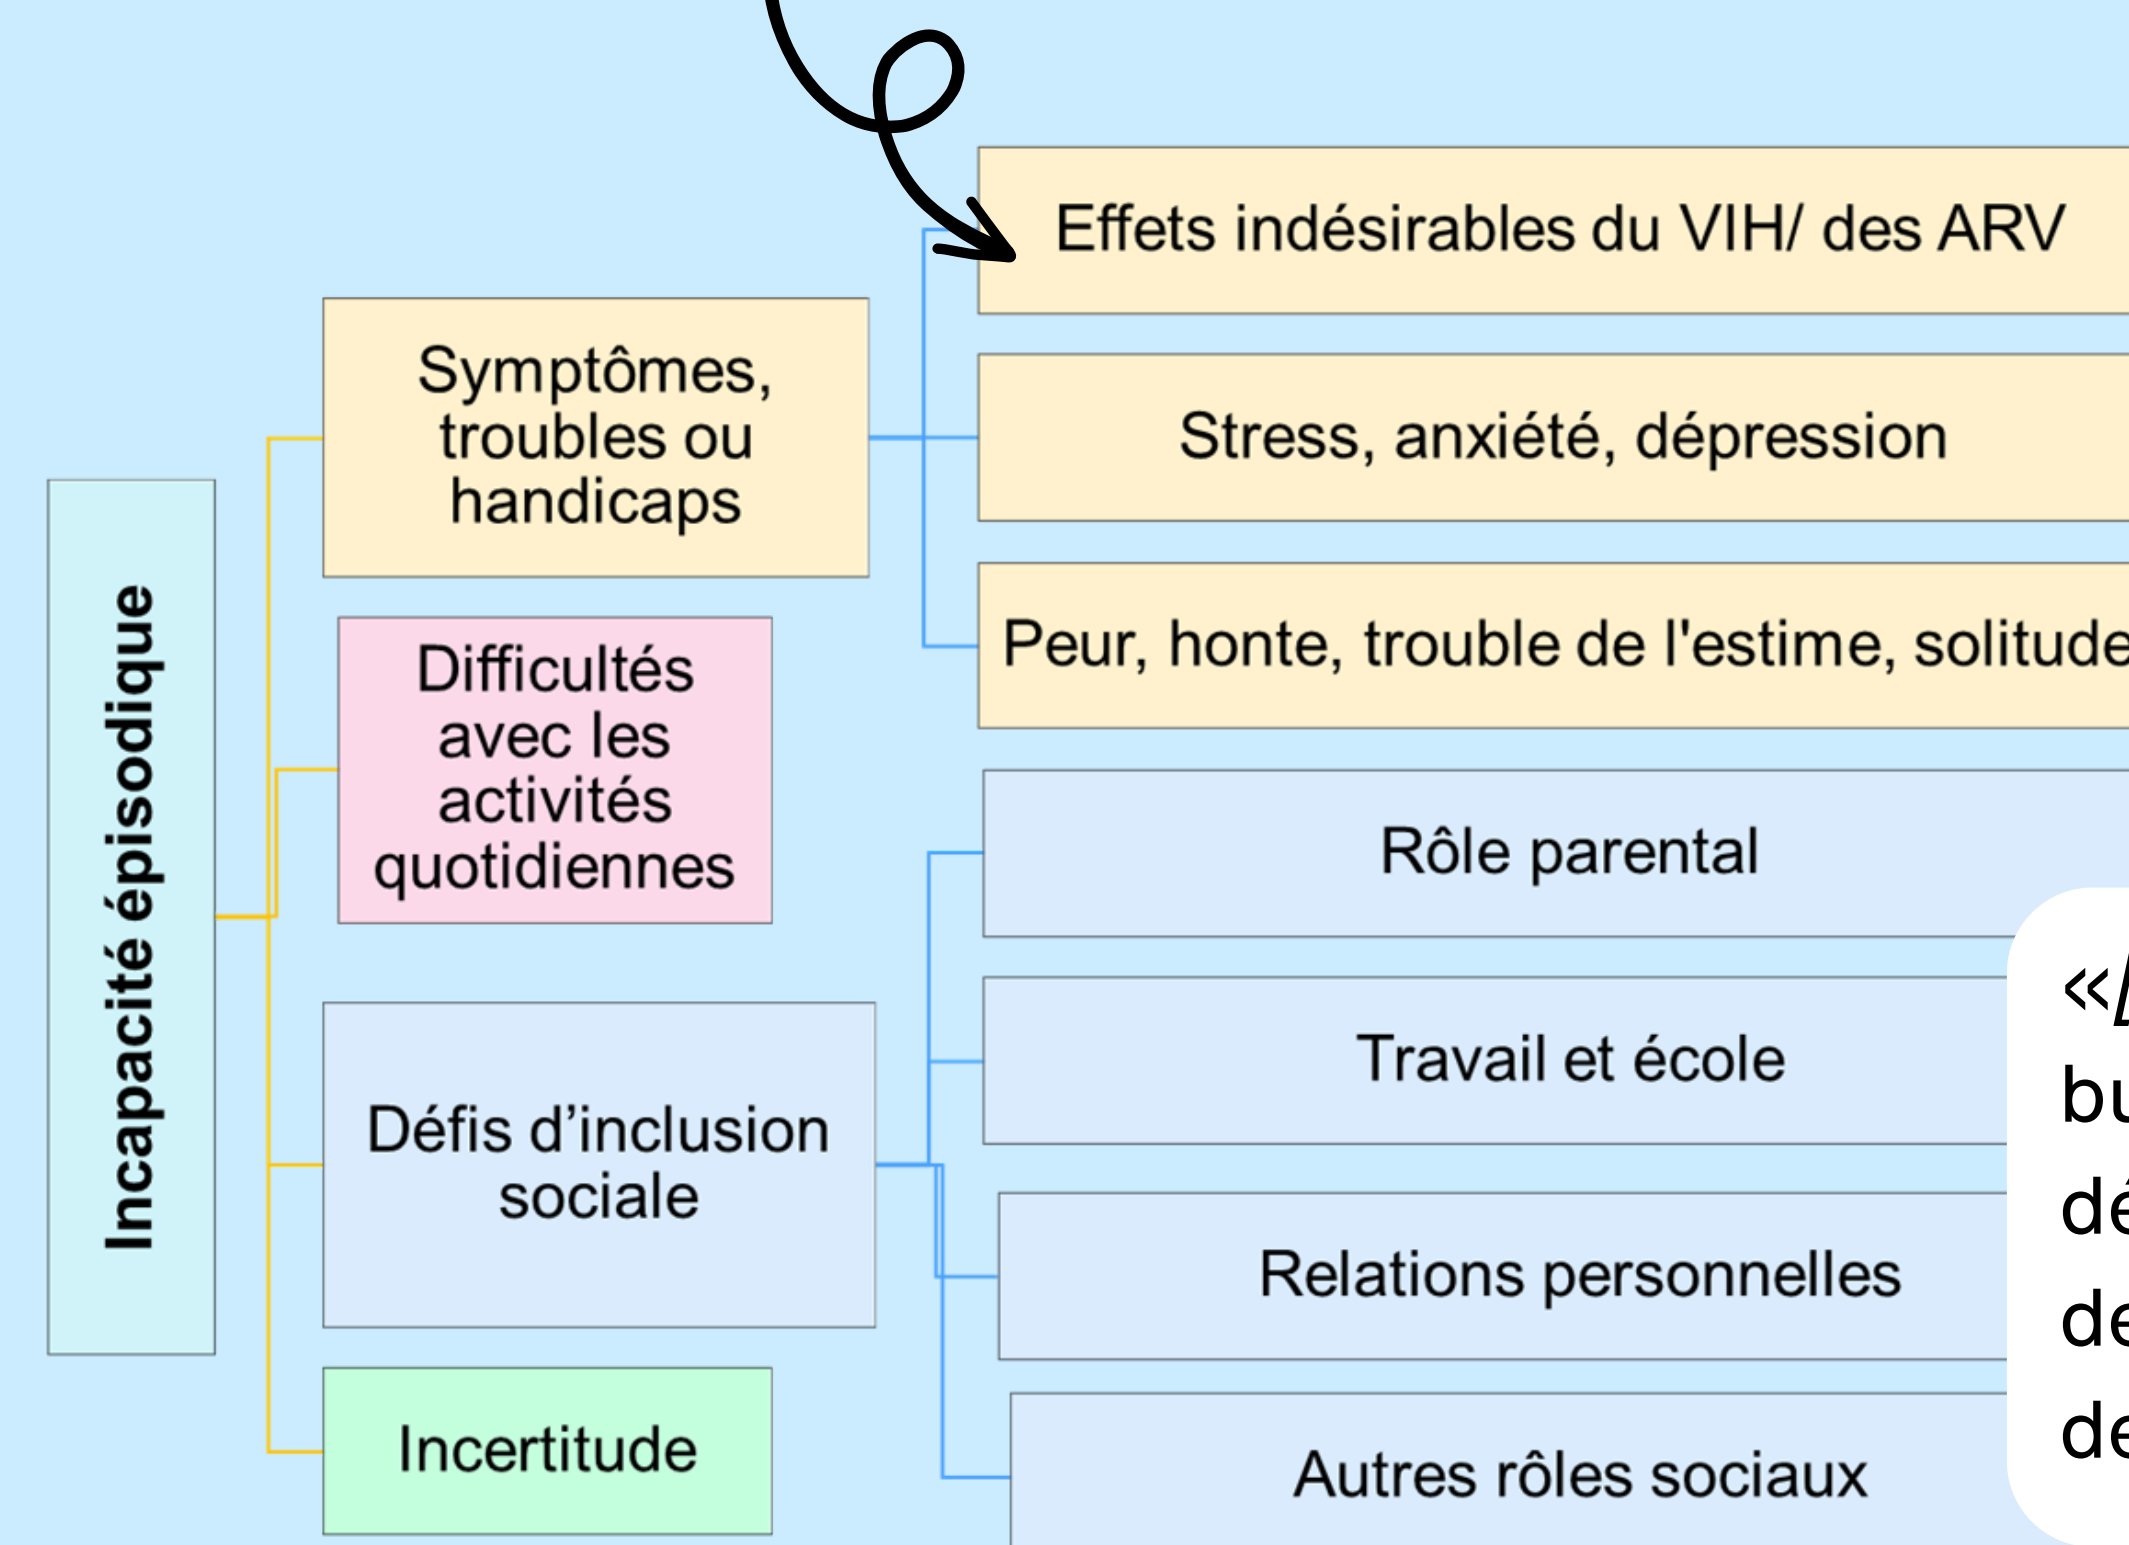 Incapacité épisodique
Symptômes,
troubles ou
handicaps
Effets indésirables du VIH/ des ARV
Stress, anxiété, dépression
Peur, honte, trouble de l'estime, solitude
Difficultés
avec les
activités
quotidiennes
Défis d’inclusion
sociale
Rôle parental
Travail et école
Relations personnelles
Autres rôles sociaux
Incertitude